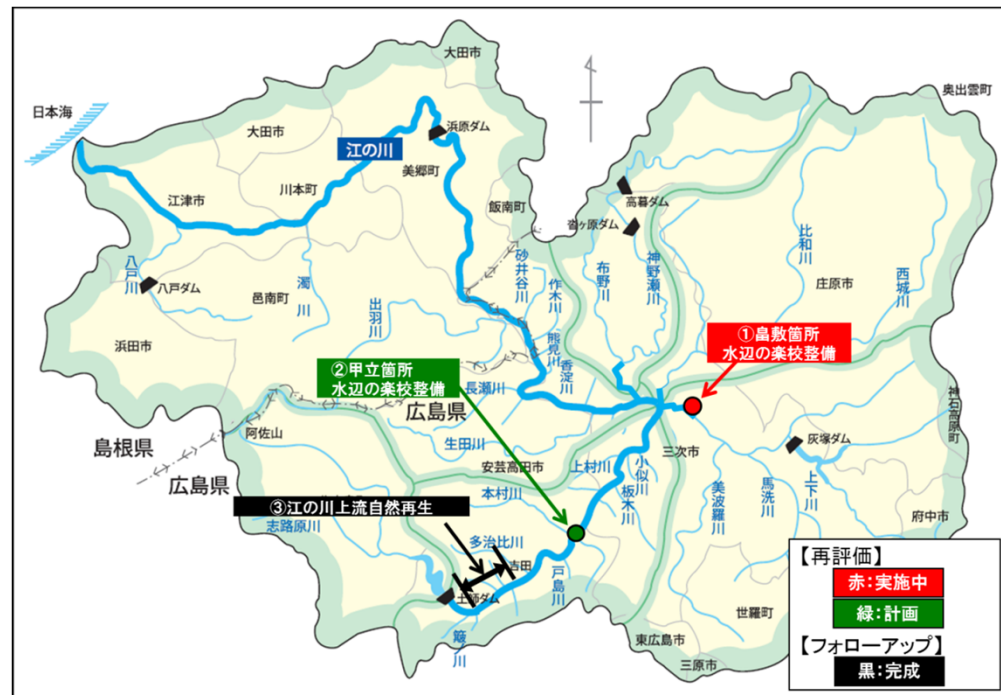 大田市
奥出雲町
日本海
大田市
浜原ダム
江の川
美郷町
川本町
飯南町
高暮ダム
江津市
沓ヶ原ダム
比和川
砂井谷川
布野川
神野瀬川
八戸川
作木川
庄原市
西城川
八戸ダム
濁川
邑南町
出羽川
浜田市
熊見川
①畠敷箇所
水辺の楽校整備
②甲立箇所
水辺の楽校整備
香淀川
長瀬川
広島県
神石高原町
阿佐山
生田川
三次市
灰塚ダム
島根県
安芸高田市
上村川
小似川
広島県
本村川
板木川
美波羅川
馬洗川
上下川
③江の川上流自然再生
府中市
志路原川
多治比川
吉田
戸島川
土師ダム
簸ノ川
世羅町
東広島市
三原市
【再評価】
赤:実施中
緑:計画
【フォローアップ】
黒:完成